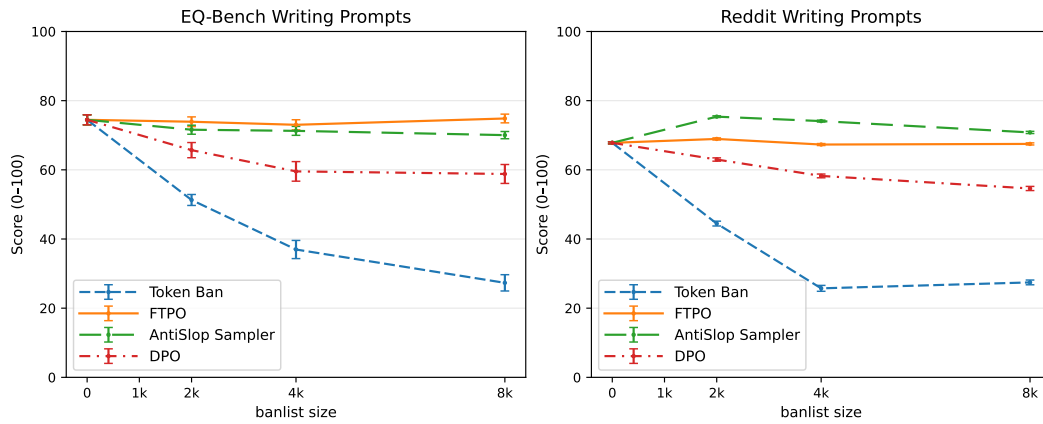 EQ-Bench Writing Prompts
Score (0–100)
100
80
60
40
20
0
Token Ban
FTPO
AntiSlop Sampler
DPO
0 1k 2k 4k 8k
banlist size
Reddit Writing Prompts
Score (0–100)
100
80
60
40
20
0
Token Ban
FTPO
AntiSlop Sampler
DPO
0 1k 2k 4k 8k
banlist size